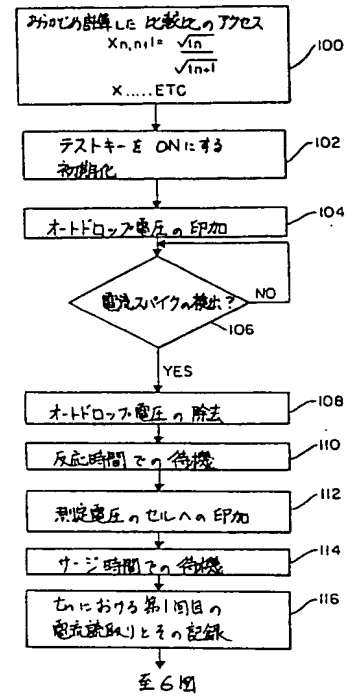 あらかじめ計算した比較比のアクセス
Xn,n+1= √tn
√tn+1
X.....ETC
100
テストキーを ONにする
初期化
102
オートドロップ電圧の印加
104
電流スパイクの検出?
NO
106
YES
オートドロップ電圧の除去
108
反応時間での待機
110
測定電圧のセルへの印加
112
サージ時間での待機
114
tnにおける第1回目の
電流読取りとその記録
116
至6図